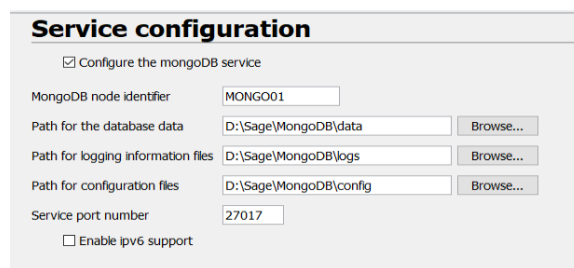 Service configuration
Configure the mongoDB service
MongoDB node identifier MONGO01
Path for the database data D:\Sage\MongoDB\data Browse...
Path for logging information files D:\Sage\MongoDB\logs Browse...
Path for configuration files D:\Sage\MongoDB\config Browse...
Service port number 27017
Enable ipv6 support